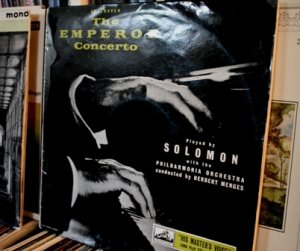 mono
The
EMPEROR
Concerto
Played by
SOLOMON
with the
PHILHARMONIA ORCHESTRA
conducted by HERBERT MENGES
"HIS MASTER'S VOICE"